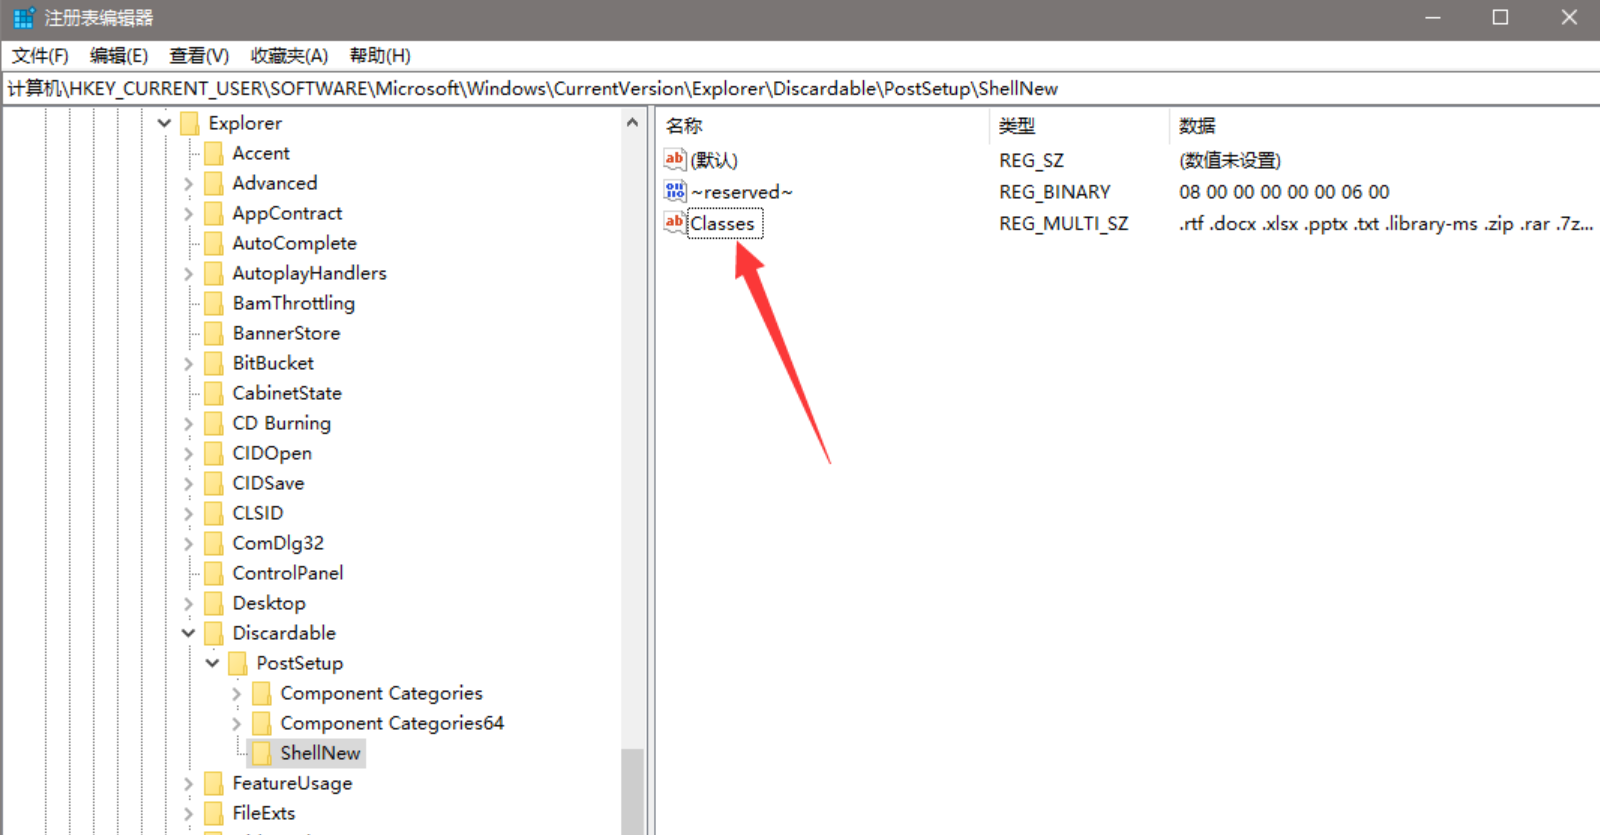 注册表编辑器
文件(F) 编辑(E) 查看(V) 收藏夹(A) 帮助(H)
计算机\HKEY_CURRENT_USER\SOFTWARE\Microsoft\Windows\CurrentVersion\Explorer\Discardable\PostSetup\ShellNew
Explorer
Accent
Advanced
AppContract
AutoComplete
AutoplayHandlers
BamThrottling
BannerStore
BitBucket
CabinetState
CD Burning
CIDOpen
CIDSave
CLSID
ComDlg32
ControlPanel
Desktop
Discardable
PostSetup
Component Categories
Component Categories64
ShellNew
FeatureUsage
FileExts
名称 类型 数据
(默认) REG_SZ (数值未设置)
~reserved~ REG_BINARY 08 00 00 00 00 00 06 00
Classes REG_MULTI_SZ .rtf .docx .xlsx .pptx .txt .library-ms .zip .rar .7z...